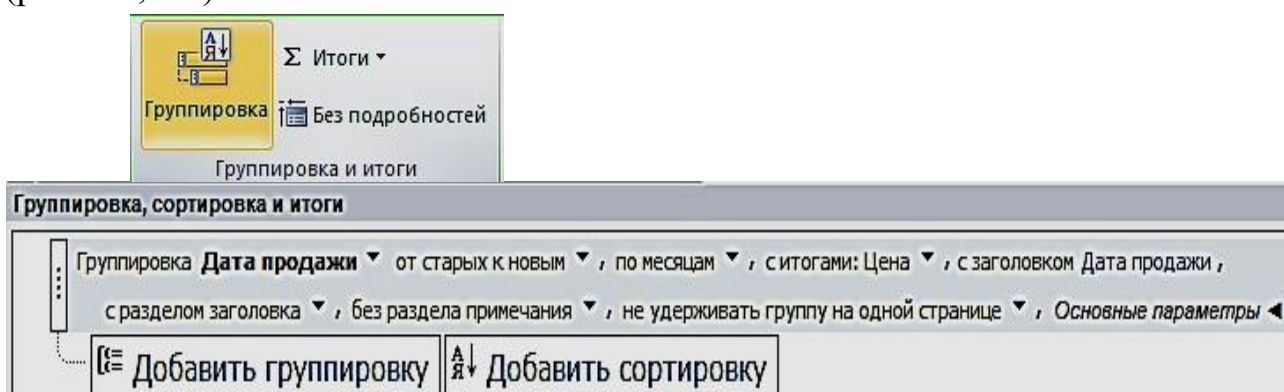 Σ Итоги
Группировка
Без подробностей
Группировка и итоги
Группировка, сортировка и итоги
Группировка Дата продажи ▼ от старых к новым ▼ , по месяцам ▼ , с итогами: Цена ▼ , с заголовком Дата продажи ,
с разделом заголовка ▼ , без раздела примечания ▼ , не удерживать группу на одной странице ▼ , Основные параметры ◄
Добавить группировку АЯ↓ Добавить сортировку